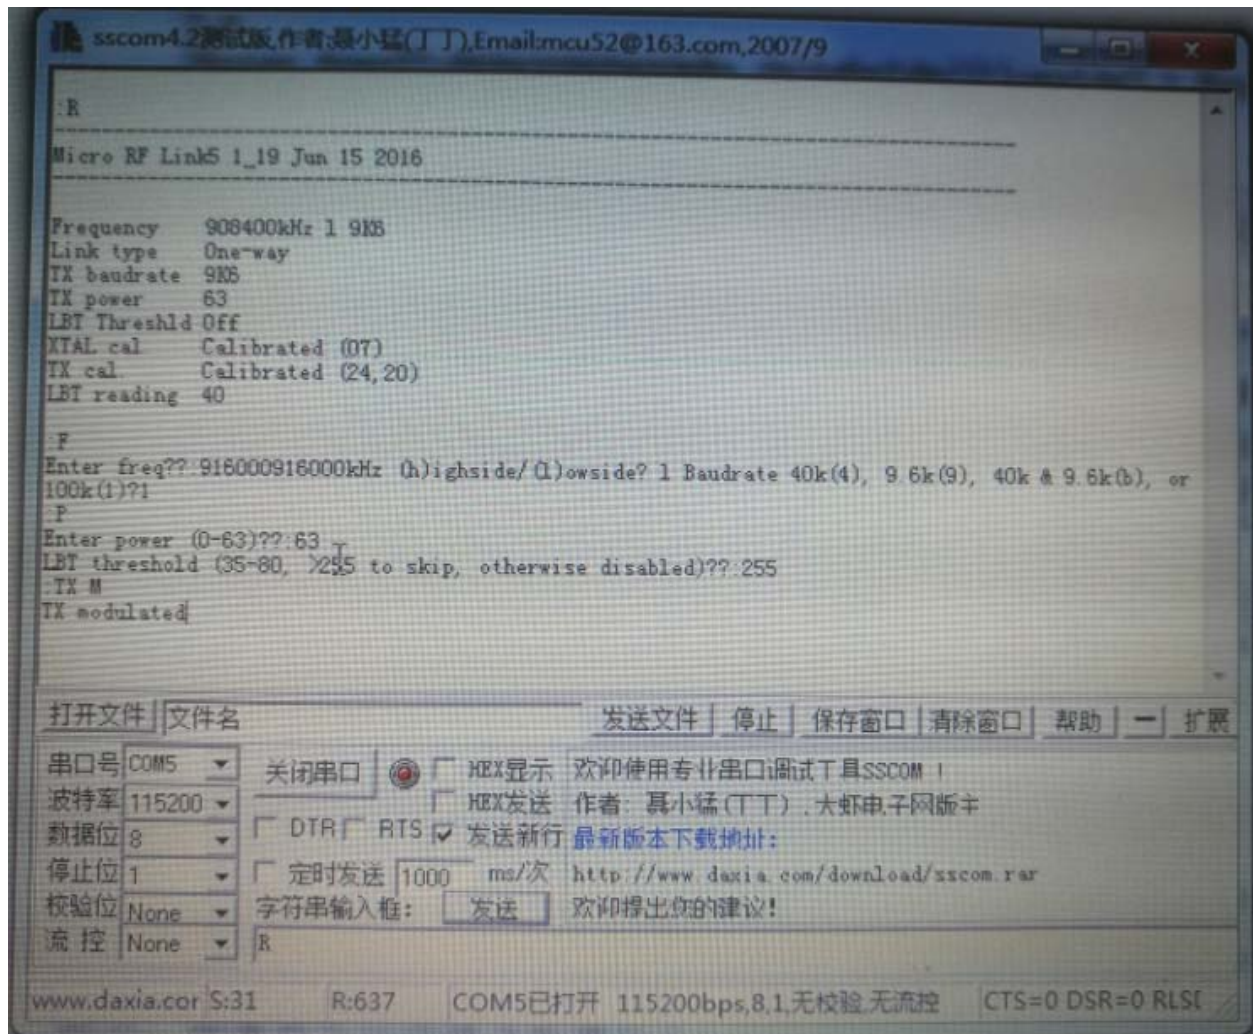 sscom4.2测试版,作者:聂小猛(丁丁),Email:mcu52@163.com,2007/9
:R
--------------------------------------------------------------------------------
Micro RF Link5 1_19 Jun 15 2016
--------------------------------------------------------------------------------
Frequency 908400kHz l 9K6
Link type One-way
TX baudrate 9K6
TX power 63
LBT Threshld Off
XTAL cal Calibrated (07)
TX cal Calibrated (24,20)
LBT reading 40
:F
Enter freq??:916000916000kHz (h)ighside/(l)owside? l Baudrate 40k(4), 9.6k(9), 40k & 9.6k(b), or
100k(1)?1
:P
Enter power (0-63)??:63
LBT threshold (35-80, >255 to skip, otherwise disabled)??:255
:TX M
TX modulated
打开文件 文件名 发送文件 停止 保存窗口 清除窗口 帮助 — 扩展
串口号 COM5 关闭串口 HEX显示 欢迎使用专业串口调试工具SSCOM !
波特率 115200 HEX发送 作者: 聂小猛(丁丁) ,大虾电子网版主
数据位 8 DTR RTS 发送新行 最新版本下载地址:
停止位 1 定时发送 1000 ms/次 http://www.daxia.com/download/sscom.rar
校验位 None 字符串输入框: 发送 欢迎提出您的建议!
流 控 None R
www.daxia.cor S:31 R:637 COM5已打开 115200bps,8,1,无校验,无流控 CTS=0 DSR=0 RLSI